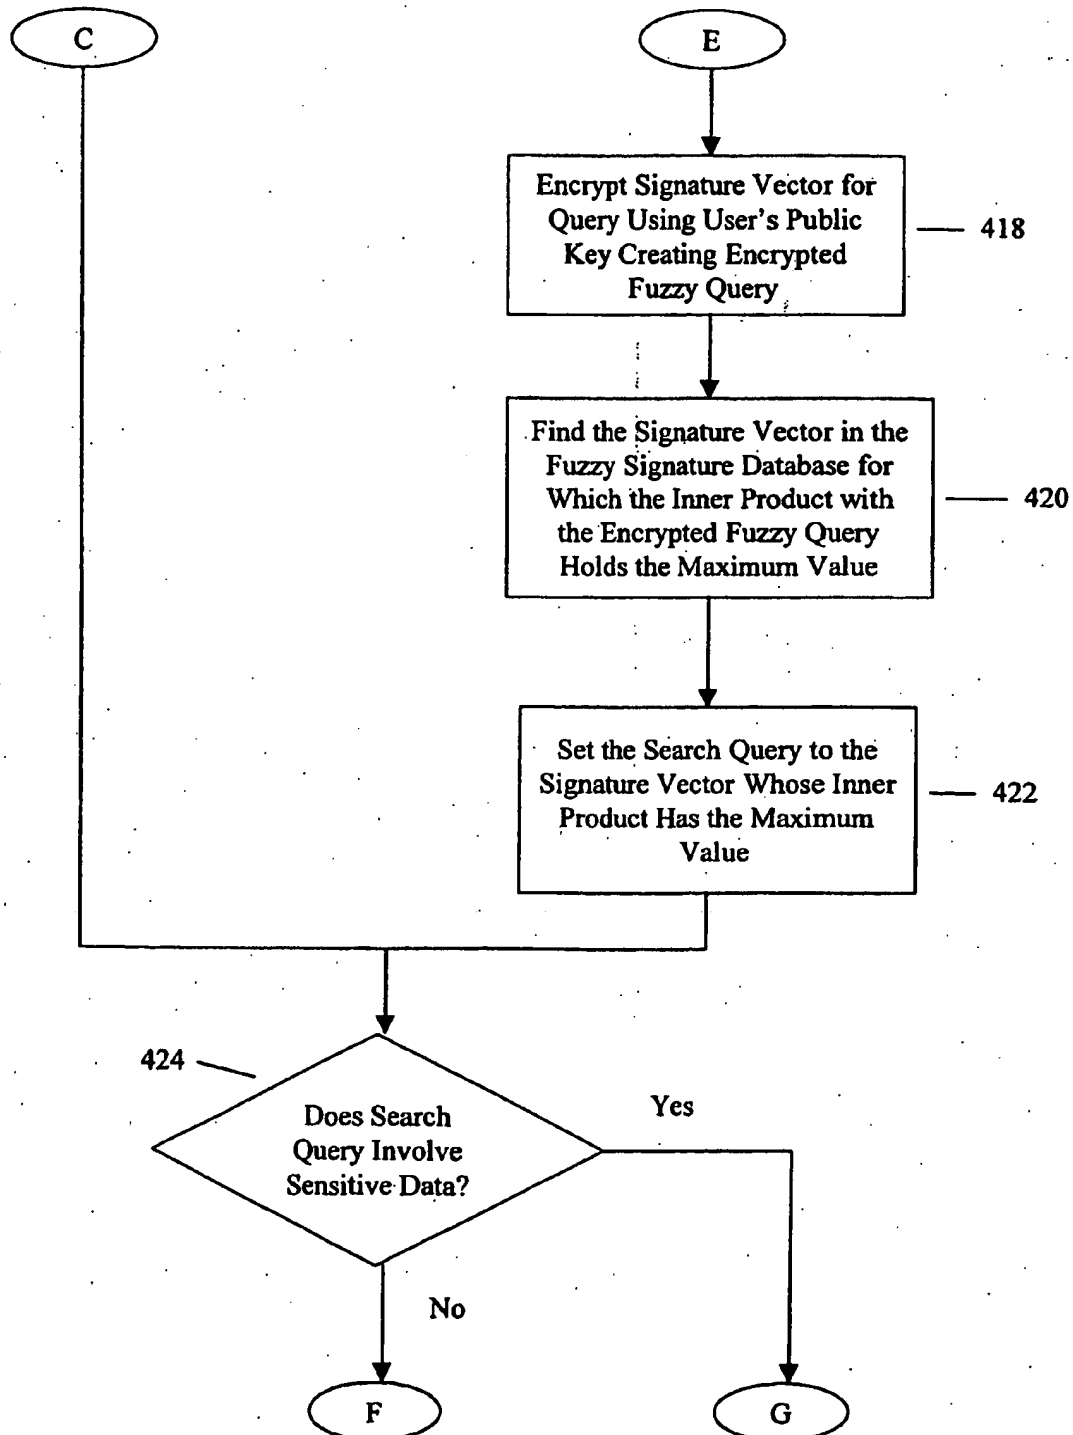 C
E
Encrypt Signature Vector for
Query Using User's Public
Key Creating Encrypted
Fuzzy Query
418
Find the Signature Vector in the
Fuzzy Signature Database for
Which the Inner Product with
the Encrypted Fuzzy Query
Holds the Maximum Value
420
Set the Search Query to the
Signature Vector Whose Inner
Product Has the Maximum
Value
422
424
Does Search
Query Involve
Sensitive Data?
Yes
No
F
G